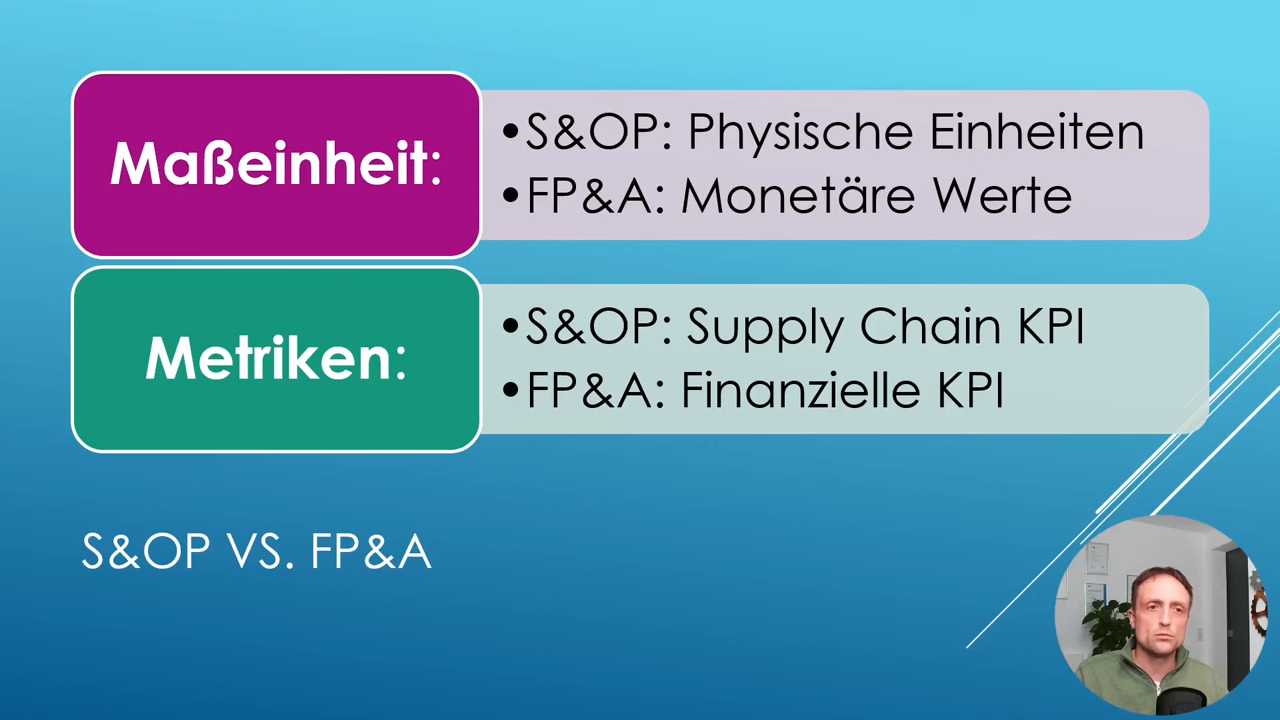 Maßeinheit:
•S&OP: Physische Einheiten
•FP&A: Monetäre Werte
Metriken:
•S&OP: Supply Chain KPI
•FP&A: Finanzielle KPI
S&OP VS. FP&A